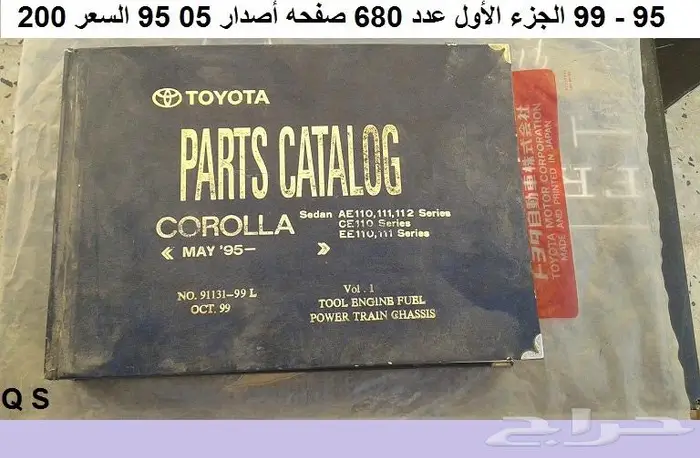 95 - 99 الجزء الأول عدد 680 صفحه أصدار 05 95 السعر 200
TOYOTA
PARTS CATALOG
COROLLA
Sedan AE110,111,112 Series
CE110 Series
EE110,111 Series
« MAY '95- »
NO. 91131-99 L
OCT. 99
Vol. 1
TOOL ENGINE FUEL
POWER TRAIN CHASSIS
トヨタ自動車株式会社
TOYOTA MOTOR CORPORATION
MADE AND PRINTED IN JAPAN
Q S
حراج